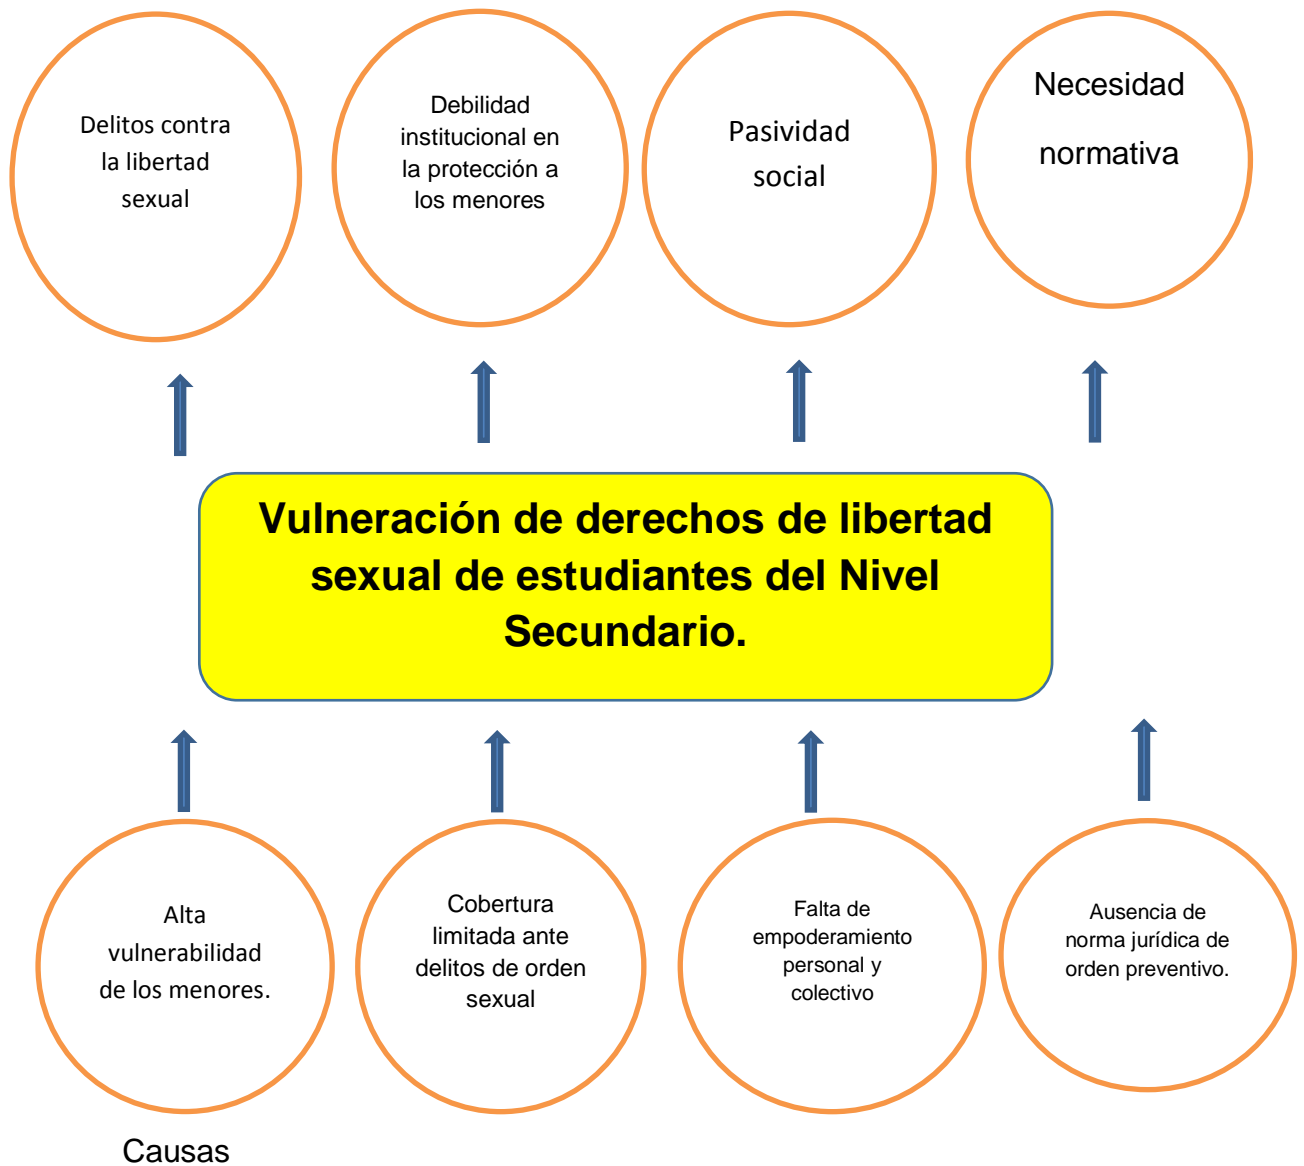 Delitos contra
la libertad
sexual
Debilidad
institucional en
la protección a
los menores
Pasividad
social
Necesidad
normativa
Vulneración de derechos de libertad
sexual de estudiantes del Nivel
Secundario.
Alta
vulnerabilidad
de los menores.
Cobertura
limitada ante
delitos de orden
sexual
Falta de
empoderamiento
personal y
colectivo
Ausencia de
norma jurídica de
orden preventivo.
Causas